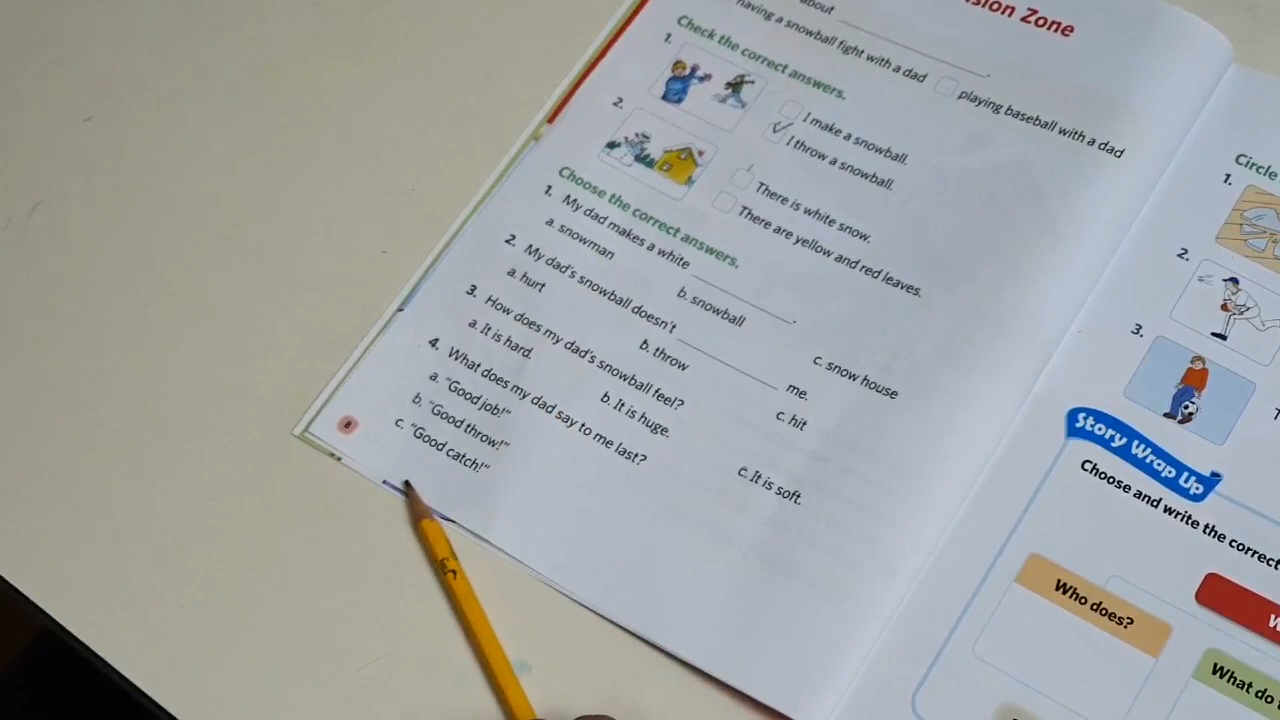 sion Zone
about
having a snowball fight with a dad
playing baseball with a dad
Check the correct answers.
1.
I make a snowball.
I throw a snowball.
2.
There is white snow.
There are yellow and red leaves.
Choose the correct answers.
1. My dad makes a white ________.
a. snowman b. snowball c. snow house
2. My dad's snowball doesn't ________ me.
a. hurt b. throw c. hit
3. How does my dad's snowball feel?
a. It is hard. b. It is huge. c. It is soft.
4. What does my dad say to me last?
a. "Good job!"
b. "Good throw!"
c. "Good catch!"
8
Circle
1.
2.
3.
Story Wrap Up
Choose and write the correct
Who does?
What do